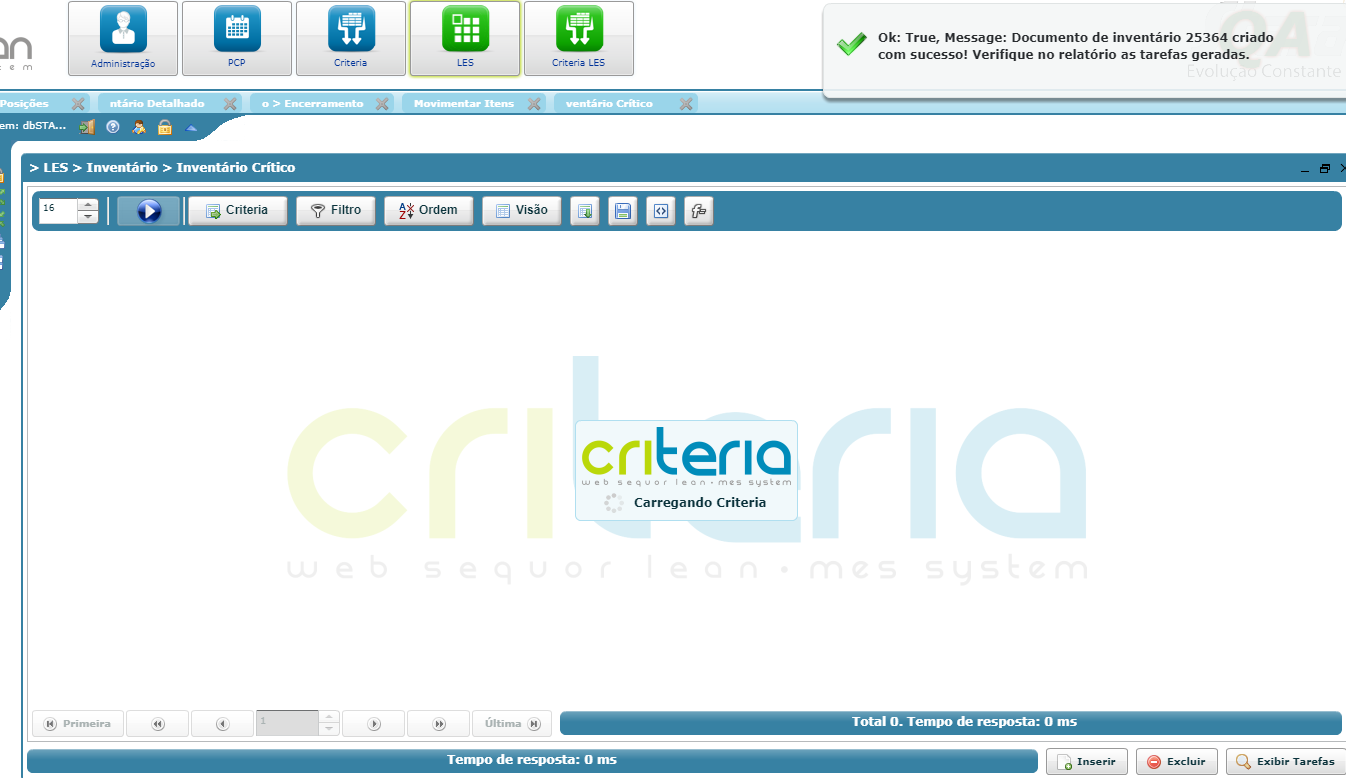 Administração
PCP
Criteria
LES
Criteria LES
Ok: True, Message: Documento de inventário 25364 criado
com sucesso! Verifique no relatório as tarefas geradas.
QA
Evolução Constante
Posições
ntário Detalhado
o > Encerramento
Movimentar Itens
ventário Crítico
em: dbSTA...
> LES > Inventário > Inventário Crítico
16
Criteria
Filtro
Ordem
Visão
criteria
web sequor lean•mes system
criteria
web sequor lean•mes system
Carregando Criteria
Primeira
1
Última
Total 0. Tempo de resposta: 0 ms
Tempo de resposta: 0 ms
Inserir
Excluir
Exibir Tarefas